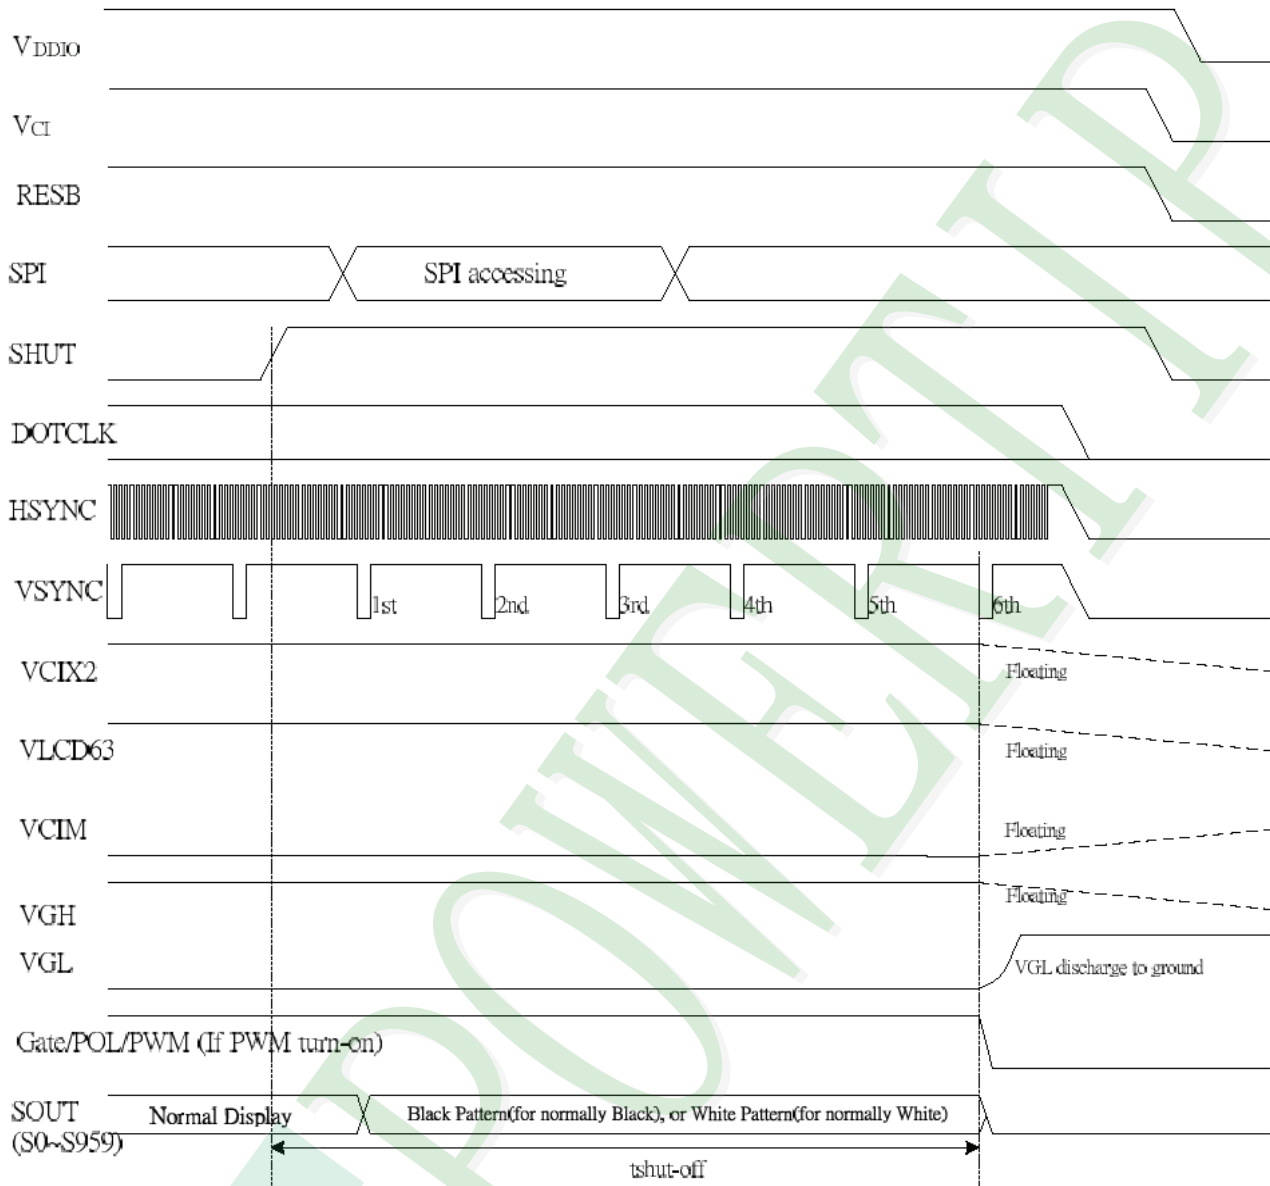 VDDIO
VCI
RESB
SPI
SPI accessing
SHUT
DOTCLK
HSYNC
VSYNC
1st 2nd 3rd 4th 5th 6th
VCIX2
Floating
VLCD63
Floating
VCIM
Floating
VGH
Floating
VGL
VGL discharge to ground
Gate/POL/PWM (If PWM turn-on)
SOUT
(S0~S959)
Normal Display
Black Pattern(for normally Black), or White Pattern(for normally White)
tshut-off
POWERTIP